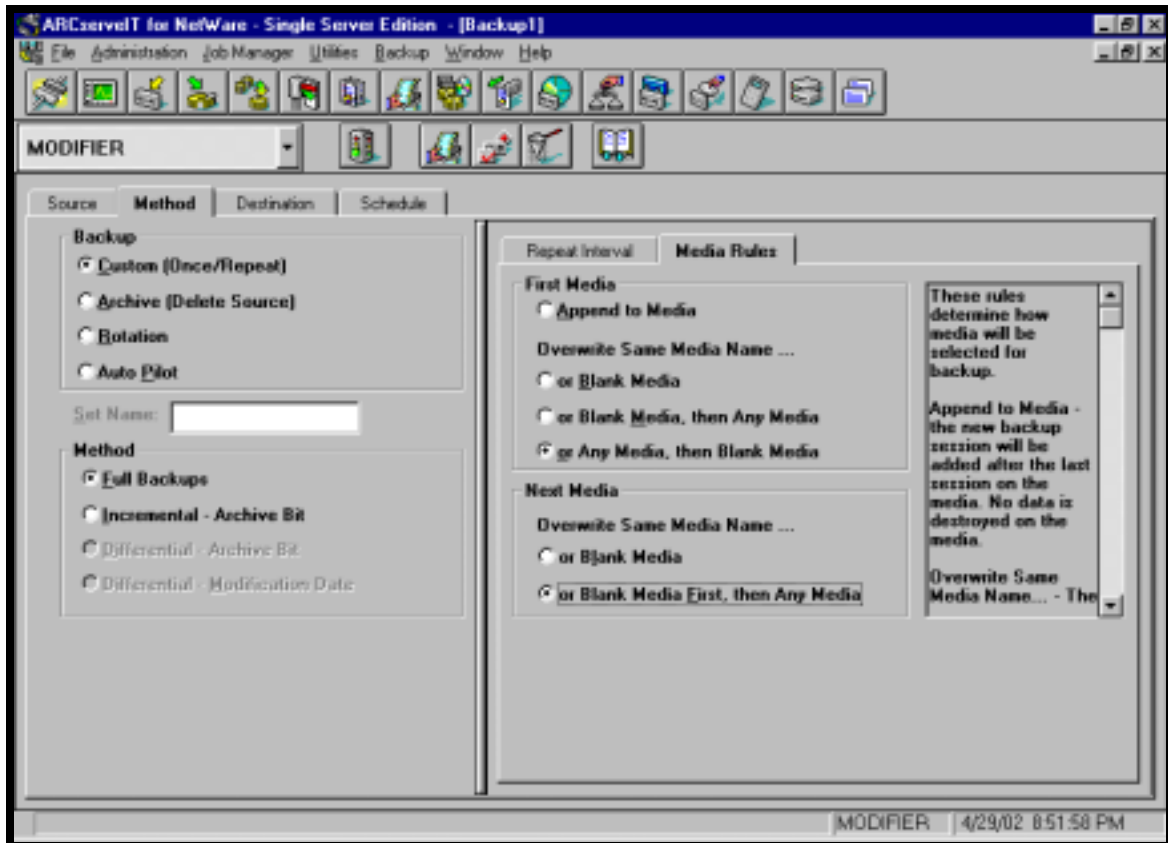 ARCserveIT for NetWare - Single Server Edition - [Backup1]
File Administration Job Manager Utilities Backup Window Help
MODIFIER
Source Method Destination Schedule
Backup
Custom (Once/Repeat)
Archive (Delete Source)
Rotation
Auto Pilot
Set Name:
Method
Full Backups
Incremental - Archive Bit
Differential - Archive Bit
Differential - Modification Date
Repeat Interval Media Rules
First Media
Append to Media
Overwrite Same Media Name ...
or Blank Media
or Blank Media, then Any Media
or Any Media, then Blank Media
Next Media
Overwrite Same Media Name ...
or Blank Media
or Blank Media First, then Any Media
These rules
determine how
media will be
selected for
backup.
Append to Media -
the new backup
session will be
added after the last
session on the
media. No data is
destroyed on the
media.
Overwrite Same
Media Name... - The
MODIFIER 4/29/02 8:51:58 PM